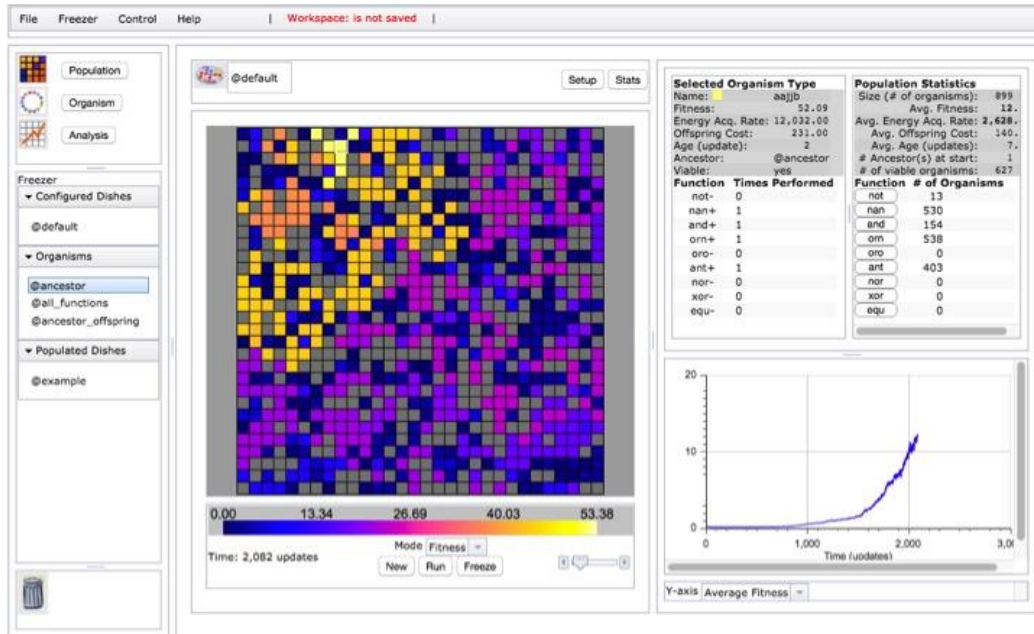 File Freezer Control Help | Workspace: is not saved |
Population
Organism
Analysis
Freezer
Configured Dishes
@default
Organisms
@ancestor
@all_functions
@ancestor_offspring
Populated Dishes
@example
@default Setup Stats
0.00 13.34 26.69 40.03 53.38
Mode Fitness
Time: 2,082 updates
New Run Freeze
Selected Organism Type
Name: aajjb
Fitness: 52.09
Energy Acq. Rate: 12,032.00
Offspring Cost: 231.00
Age (update): 2
Ancestor: @ancestor
Viable: yes
Function Times Performed
not- 0
nan+ 1
and+ 1
orn+ 1
oro- 0
ant+ 1
nor- 0
xor- 0
equ- 0
Population Statistics
Size (# of organisms): 899
Avg. Fitness: 12.
Avg. Energy Acq. Rate: 2,628.
Avg. Offspring Cost: 140.
Avg. Age (updates): 7.
# Ancestor(s) at start: 1
# of viable organisms: 627
Function # of Organisms
not 13
nan 530
and 154
orn 538
oro 0
ant 403
nor 0
xor 0
equ 0
20
10
0
0 1,000 2,000 3,0
Time (updates)
Y-axis Average Fitness